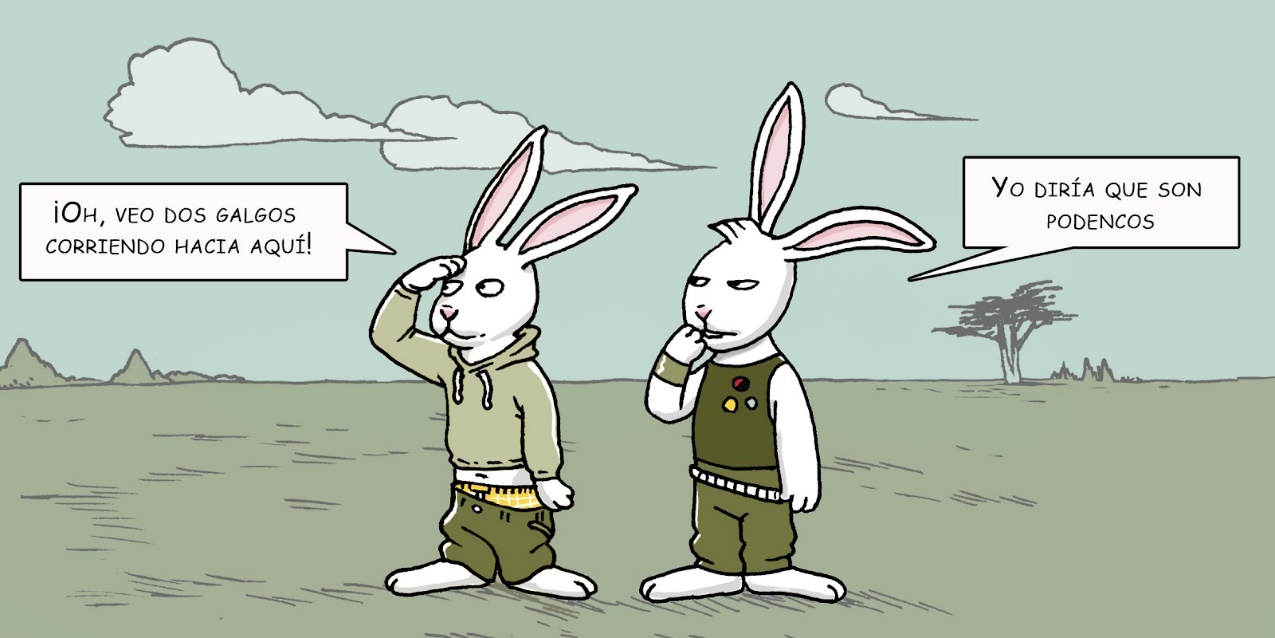 ¡Oh, veo dos galgos
corriendo hacia aquí!
Yo diría que son
podencos